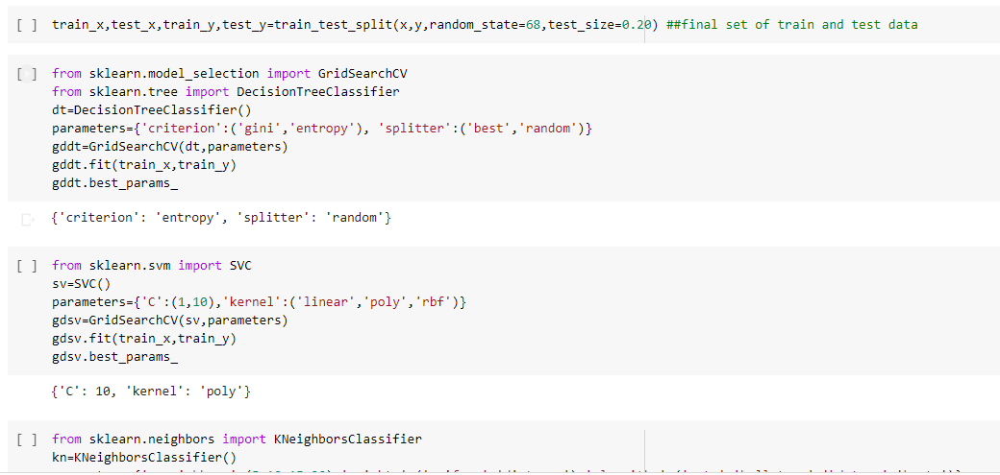 [ ] train_x,test_x,train_y,test_y=train_test_split(x,y,random_state=68,test_size=0.20) ##final set of train and test data
[ ] from sklearn.model_selection import GridSearchCV
from sklearn.tree import DecisionTreeClassifier
dt=DecisionTreeClassifier()
parameters={'criterion':('gini','entropy'), 'splitter':('best','random')}
gddt=GridSearchCV(dt,parameters)
gddt.fit(train_x,train_y)
gddt.best_params_
{'criterion': 'entropy', 'splitter': 'random'}
[ ] from sklearn.svm import SVC
sv=SVC()
parameters={'C':(1,10),'kernel':('linear','poly','rbf')}
gdsv=GridSearchCV(sv,parameters)
gdsv.fit(train_x,train_y)
gdsv.best_params_
{'C': 10, 'kernel': 'poly'}
[ ] from sklearn.neighbors import KNeighborsClassifier
kn=KNeighborsClassifier()